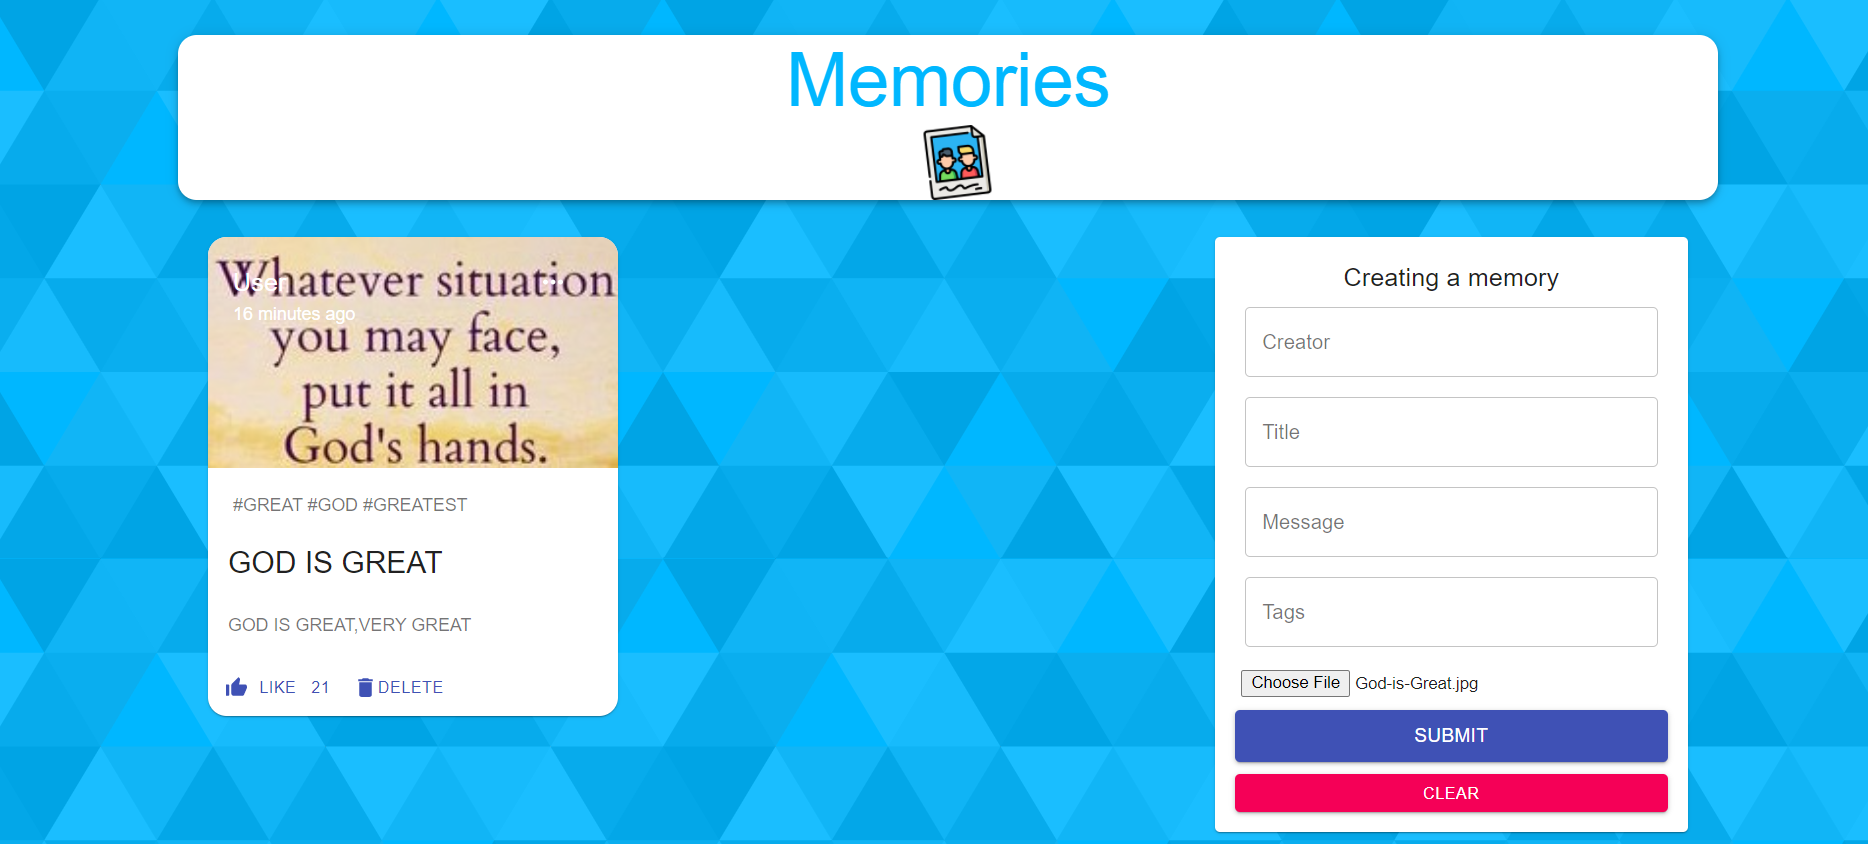 Memories
Whatever situation
you may face,
put it all in
God's hands.
User
16 minutes ago
#GREAT #GOD #GREATEST
GOD IS GREAT
GOD IS GREAT,VERY GREAT
LIKE 21 DELETE
Creating a memory
Creator
Title
Message
Tags
Choose File God-is-Great.jpg
SUBMIT
CLEAR